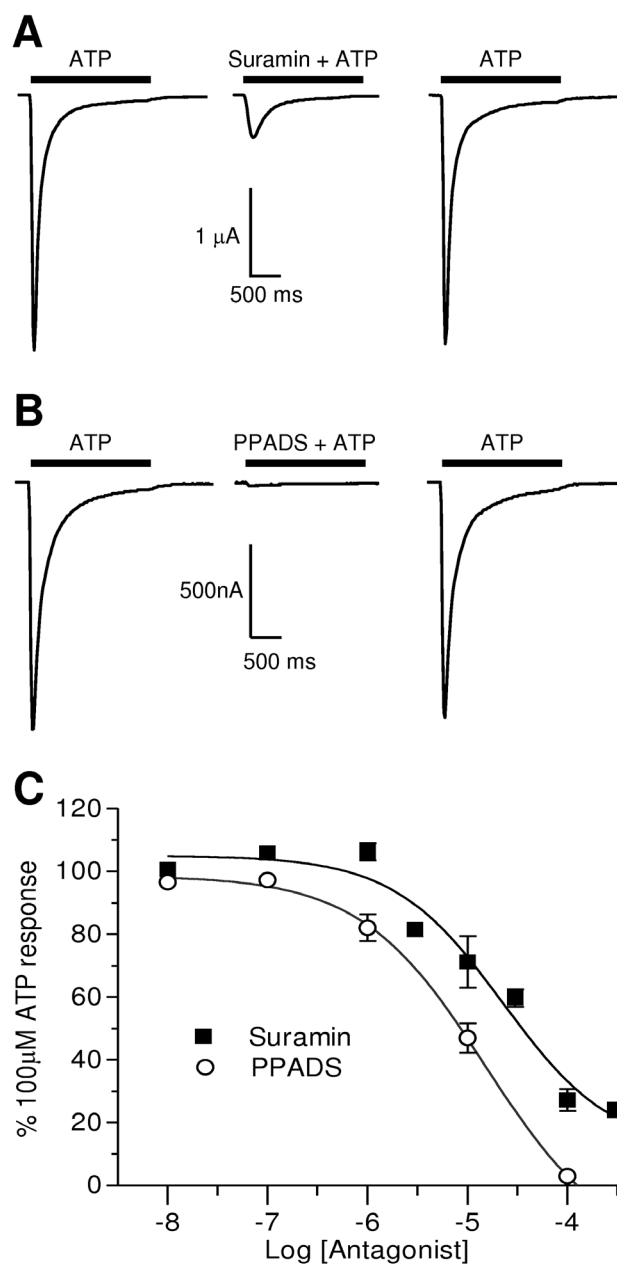 A
ATP
Suramin + ATP
ATP
1 μA
500 ms
B
ATP
PPADS + ATP
ATP
500nA
500 ms
C
120
100
80
60
40
20
0
% 100μM ATP response
Suramin
PPADS
-8
-7
-6
-5
-4
Log [Antagonist]